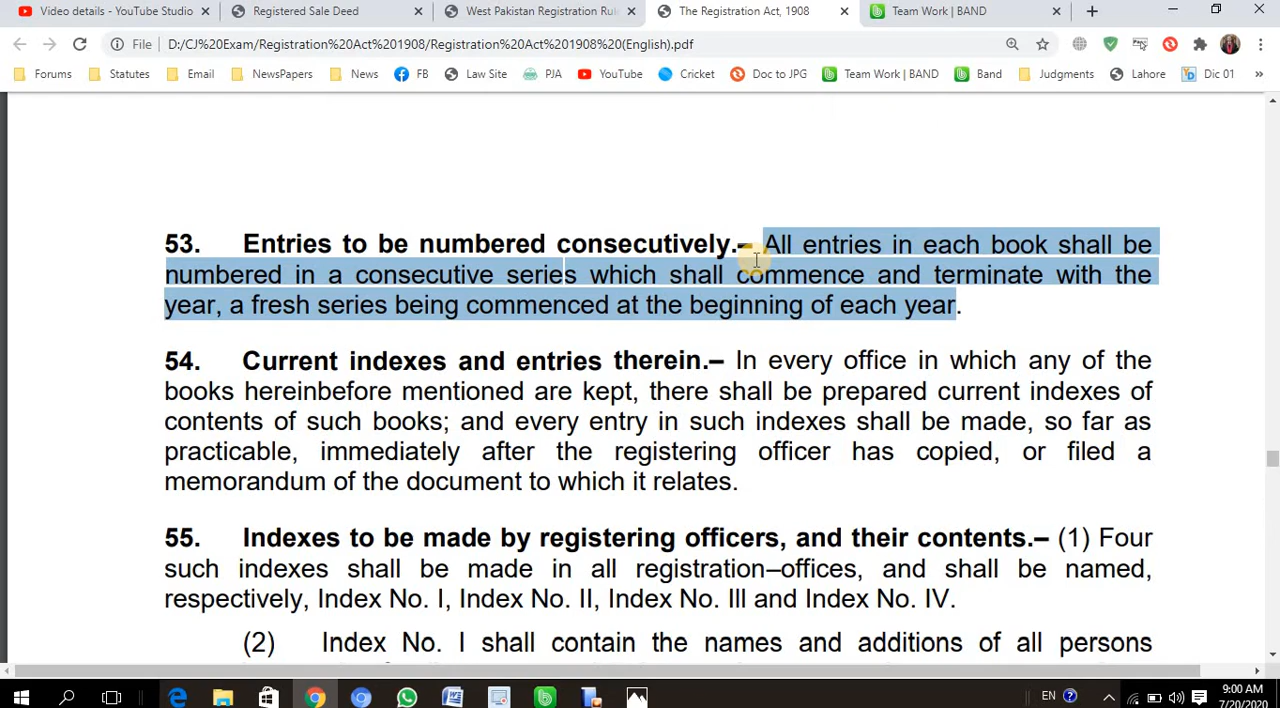 Video details - YouTube Studio
Registered Sale Deed
West Pakistan Registration Rul
The Registration Act, 1908
Team Work | BAND
File
D:/CJ%20Exam/Registration%20Act%201908/Registration%20Act%201908%20(English).pdf
Forums
Statutes
Email
NewsPapers
News
FB
Law Site
PJA
YouTube
Cricket
Doc to JPG
Team Work | BAND
Band
Judgments
Lahore
Dic 01
»
53. Entries to be numbered consecutively.– All entries in each book shall be
numbered in a consecutive series which shall commence and terminate with the
year, a fresh series being commenced at the beginning of each year.
54. Current indexes and entries therein.– In every office in which any of the
books hereinbefore mentioned are kept, there shall be prepared current indexes of
contents of such books; and every entry in such indexes shall be made, so far as
practicable, immediately after the registering officer has copied, or filed a
memorandum of the document to which it relates.
55. Indexes to be made by registering officers, and their contents.– (1) Four
such indexes shall be made in all registration–offices, and shall be named,
respectively, Index No. I, Index No. II, Index No. III and Index No. IV.
(2) Index No. I shall contain the names and additions of all persons
EN
9:00 AM
7/20/2020